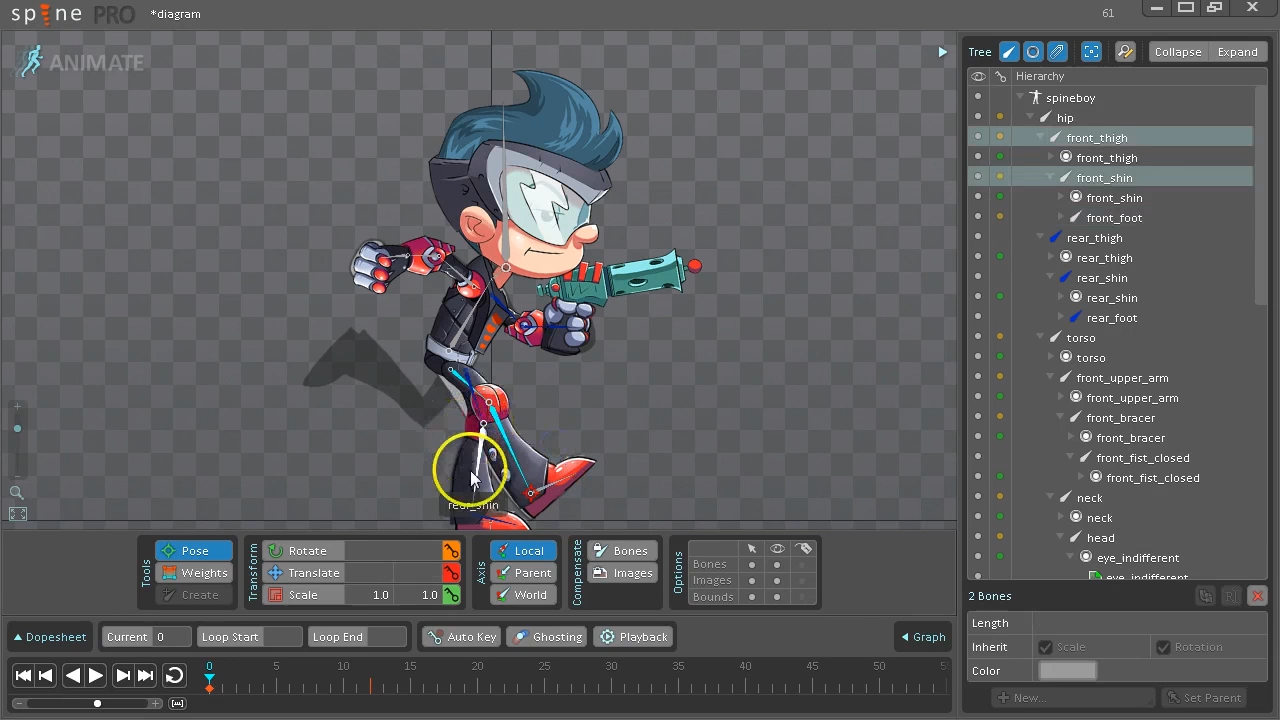 spine PRO *diagram 61
ANIMATE
Tree Collapse Expand
Hierarchy
spineboy
hip
front_thigh
front_thigh
front_shin
front_shin
front_foot
rear_thigh
rear_thigh
rear_shin
rear_shin
rear_foot
torso
torso
front_upper_arm
front_upper_arm
front_bracer
front_bracer
front_fist_closed
front_fist_closed
neck
neck
head
eye_indifferent
eye_indifferent
rear_shin
Tools
Pose
Weights
Create
Transform
Rotate
Translate
Scale 1.0 1.0
Axis
Local
Parent
World
Compensate
Bones
Images
Options
Bones
Images
Bounds
2 Bones
Length
Inherit Scale Rotation
Color
New... Set Parent
Dopesheet Current 0 Loop Start Loop End Auto Key Ghosting Playback Graph
0 5 10 15 20 25 30 35 40 45 50